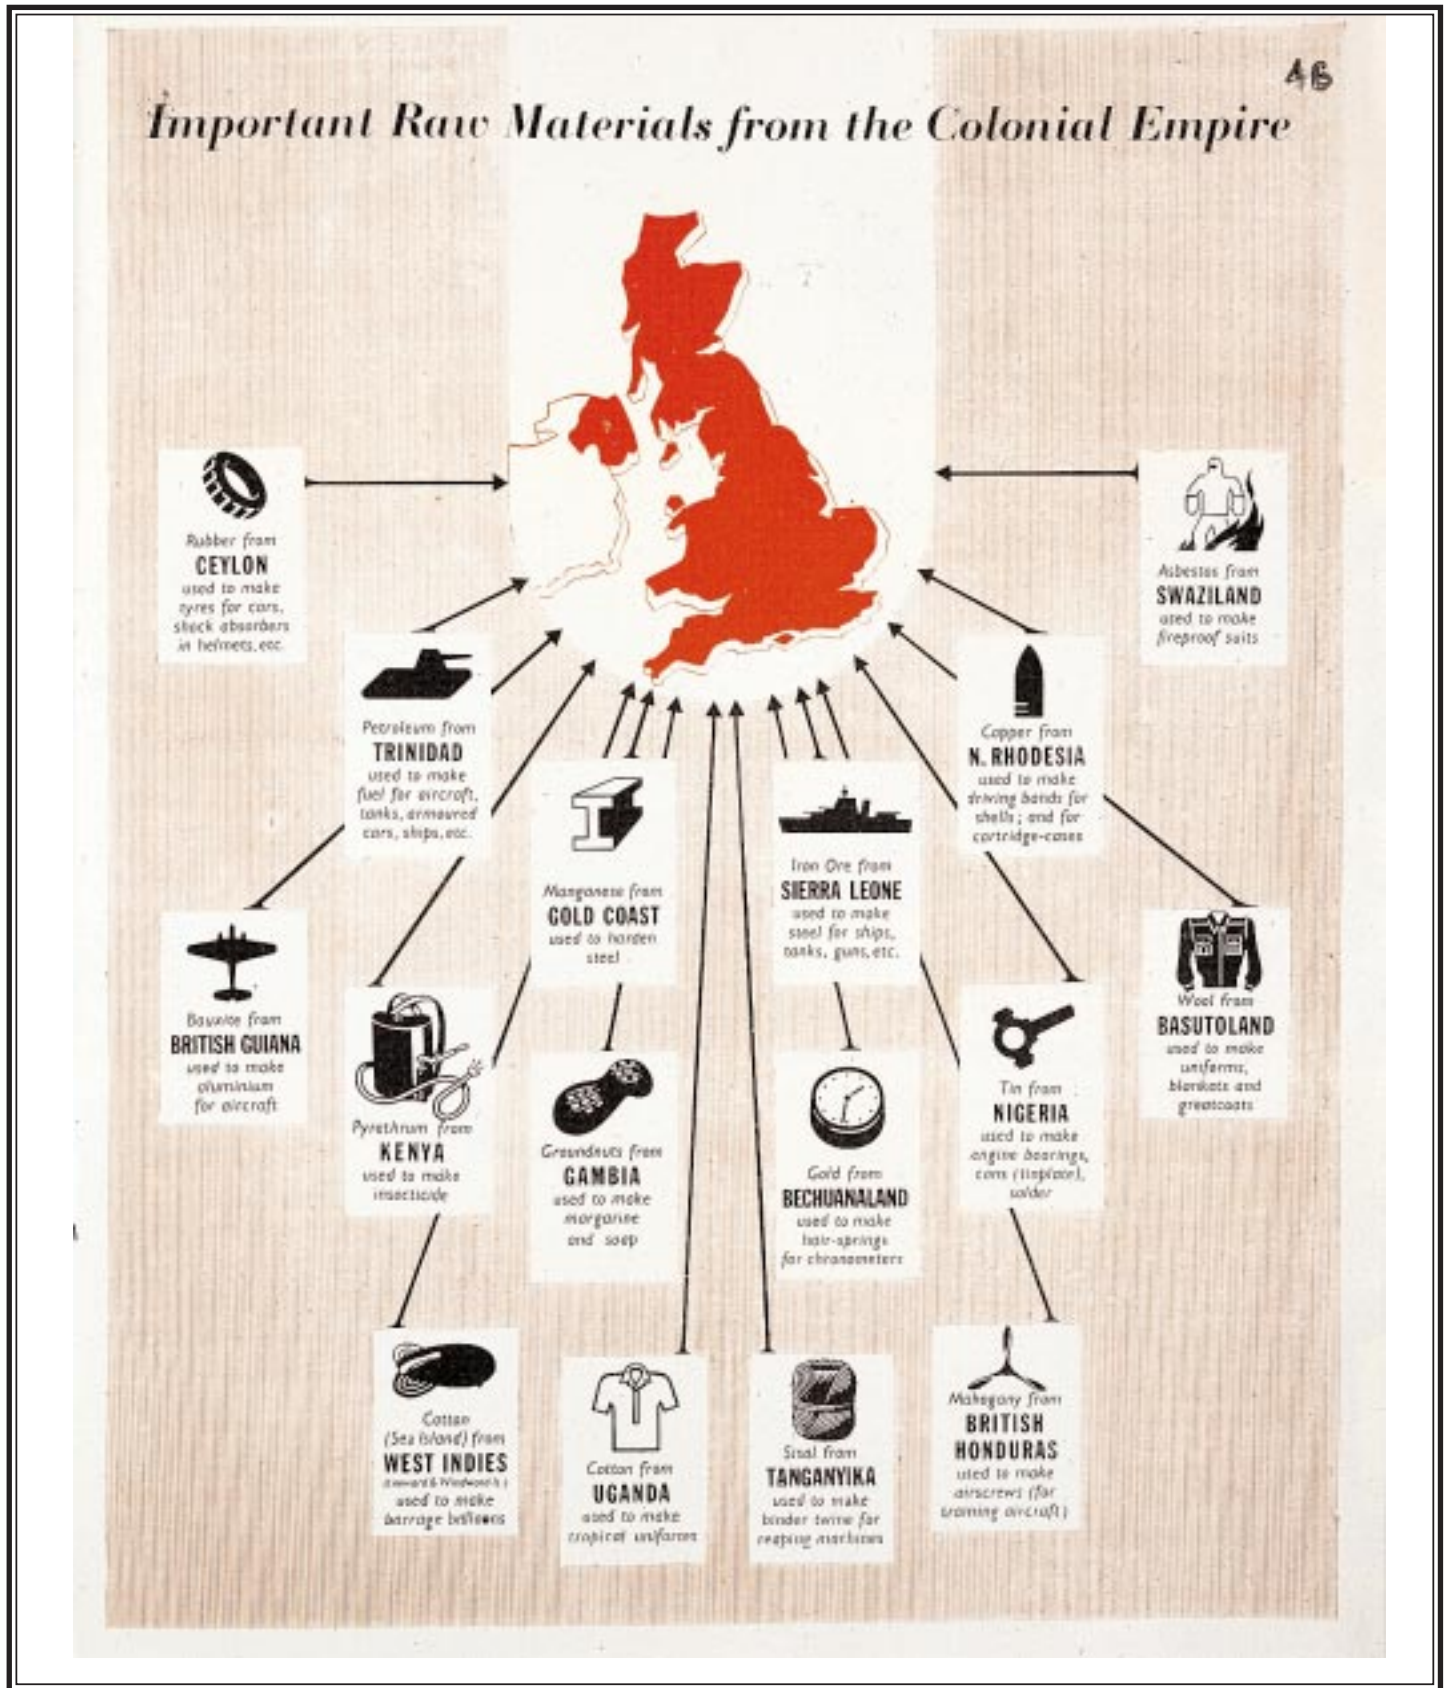 4B
Important Raw Materials from the Colonial Empire
Rubber from
CEYLON
used to make
tyres for cars,
shock absorbers
in helmets, etc.
Asbestos from
SWAZILAND
used to make
fireproof suits
Petroleum from
TRINIDAD
used to make
fuel for aircraft,
tanks, armoured
cars, ships, etc.
Copper from
N. RHODESIA
used to make
driving bands for
shells; and for
cartridge-cases
Manganese from
GOLD COAST
used to harden
steel
Iron Ore from
SIERRA LEONE
used to make
steel for ships,
tanks, guns, etc.
Bauxite from
BRITISH GUIANA
used to make
aluminium
for aircraft
Wool from
BASUTOLAND
used to make
uniforms,
blankets and
greatcoats
Pyrethrum from
KENYA
used to make
insecticide
Groundnuts from
GAMBIA
used to make
margarine
and soap
Gold from
BECHUANALAND
used to make
hair-springs
for chronometers
Tin from
NIGERIA
used to make
engine bearings,
cans (tinplate),
solder
Cotton
(Sea Island) from
WEST INDIES
(Leeward & Windward Is.)
used to make
barrage balloons
Cotton from
UGANDA
used to make
tropical uniforms
Sisal from
TANGANYIKA
used to make
binder twine for
reaping machines
Mahogany from
BRITISH
HONDURAS
used to make
airscrews (for
training aircraft)